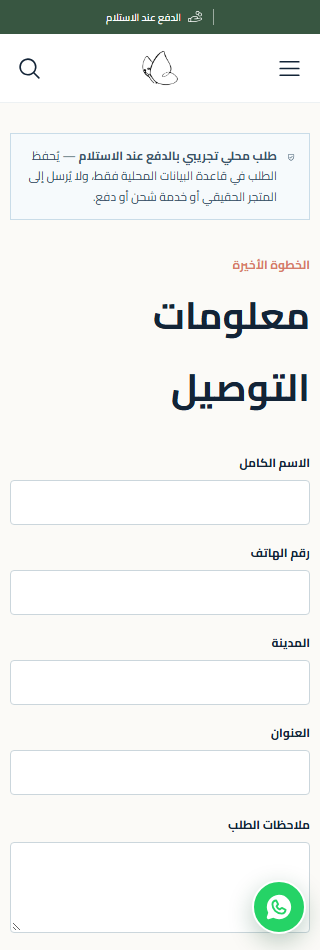 الدفع عند الاستلام
طلب محلي تجريبي بالدفع عند الاستلام — يُحفظ
الطلب في قاعدة البيانات المحلية فقط، ولا يُرسل إلى
المتجر الحقيقي أو خدمة شحن أو دفع.
الخطوة الأخيرة
معلومات
التوصيل
الاسم الكامل
رقم الهاتف
المدينة
العنوان
ملاحظات الطلب